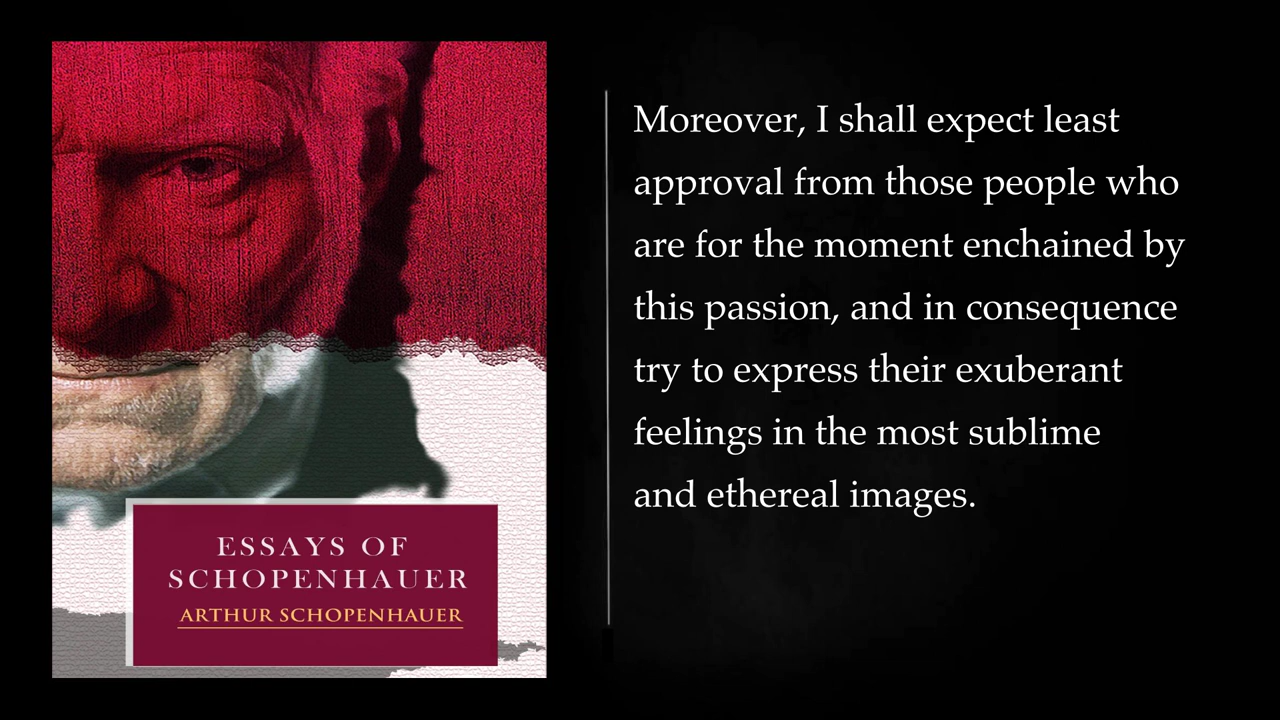 ESSAYS OF
SCHOPENHAUER
ARTHUR SCHOPENHAUER
Moreover, I shall expect least
approval from those people who
are for the moment enchained by
this passion, and in consequence
try to express their exuberant
feelings in the most sublime
and ethereal images.